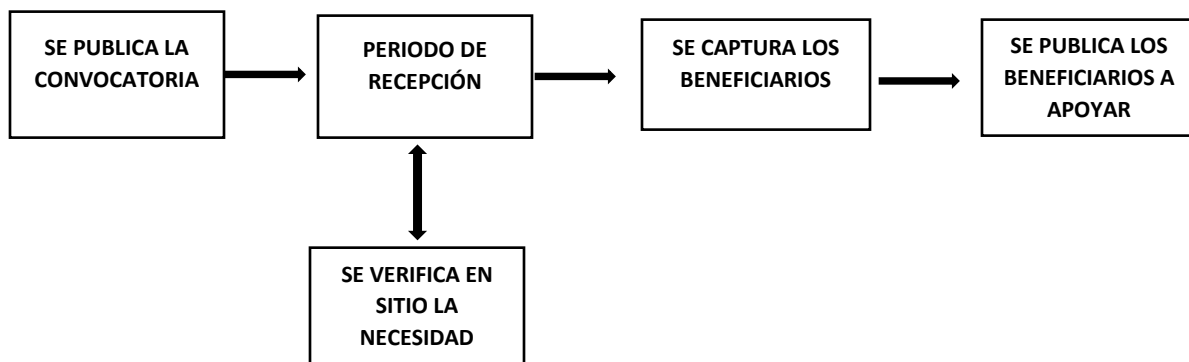 SE PUBLICA LA
CONVOCATORIA
PERIODO DE
RECEPCIÓN
SE CAPTURA LOS
BENEFICIARIOS
SE PUBLICA LOS
BENEFICIARIOS A
APOYAR
SE VERIFICA EN
SITIO LA
NECESIDAD